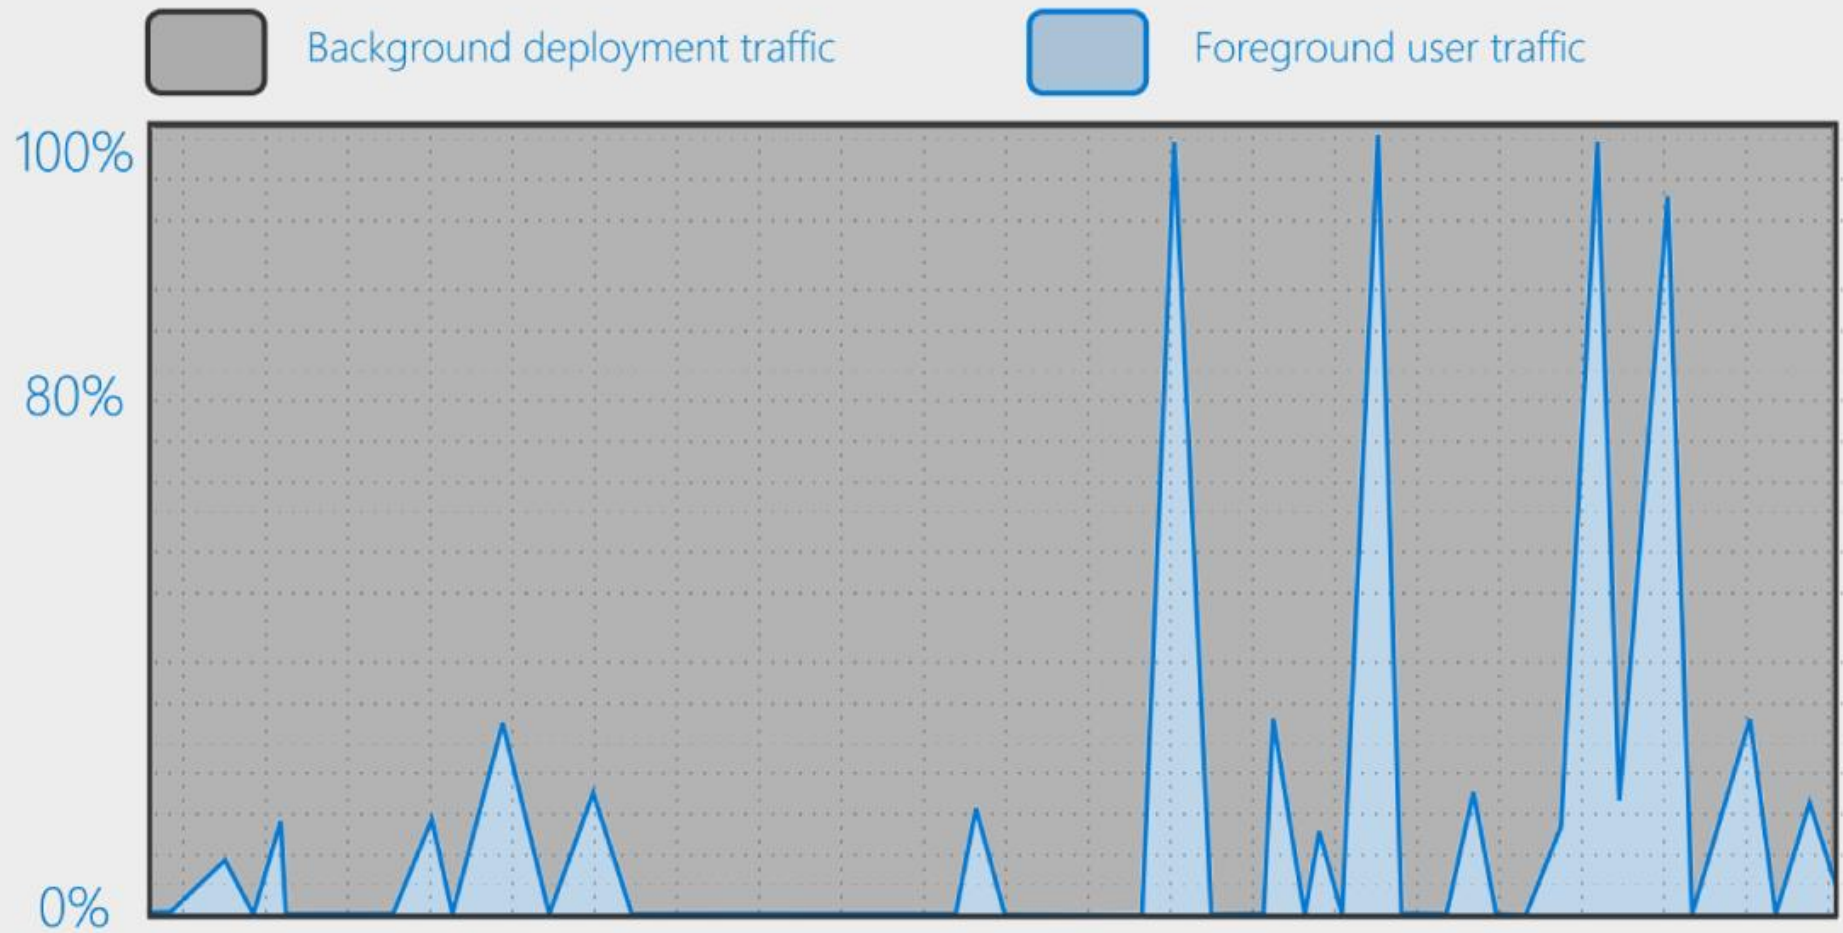 Background deployment traffic
Foreground user traffic
100%
80%
0%